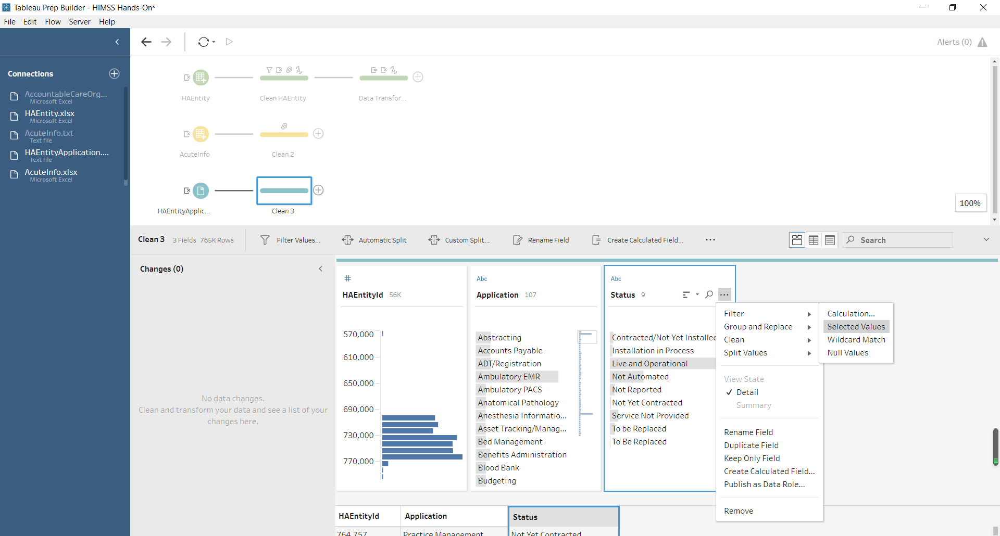 Tableau Prep Builder - HIMSS Hands-On*
File Edit Flow Server Help
Alerts (0)
Connections
AccountableCareOrg...
Microsoft Excel
HAEntity.xlsx
Microsoft Excel
AcuteInfo.txt
Text file
HAEntityApplication....
Text file
AcuteInfo.xlsx
Microsoft Excel
HAEntity
Clean HAEntity
Data Transfor...
AcuteInfo
Clean 2
HAEntityApplic...
Clean 3
100%
Clean 3 3 Fields 765K Rows
Filter Values...
Automatic Split
Custom Split...
Rename Field
Create Calculated Field...
Search
Changes (0)
No data changes.
Clean and transform your data and see a list of your
changes here.
#
HAEntityId 56K
570,000
610,000
650,000
690,000
730,000
770,000
Abc
Application 107
Abstracting
Accounts Payable
ADT/Registration
Ambulatory EMR
Ambulatory PACS
Anatomical Pathology
Anesthesia Informatio...
Asset Tracking/Manag...
Bed Management
Benefits Administration
Blood Bank
Budgeting
Abc
Status 9
Contracted/Not Yet Installed
Installation in Process
Live and Operational
Not Automated
Not Reported
Not Yet Contracted
Service Not Provided
To be Replaced
To Be Replaced
Filter
Group and Replace
Clean
Split Values
View State
Detail
Summary
Rename Field
Duplicate Field
Keep Only Field
Create Calculated Field...
Publish as Data Role...
Remove
Calculation...
Selected Values
Wildcard Match
Null Values
HAEntityId Application Status
764,757 Practice Management Not Yet Contracted